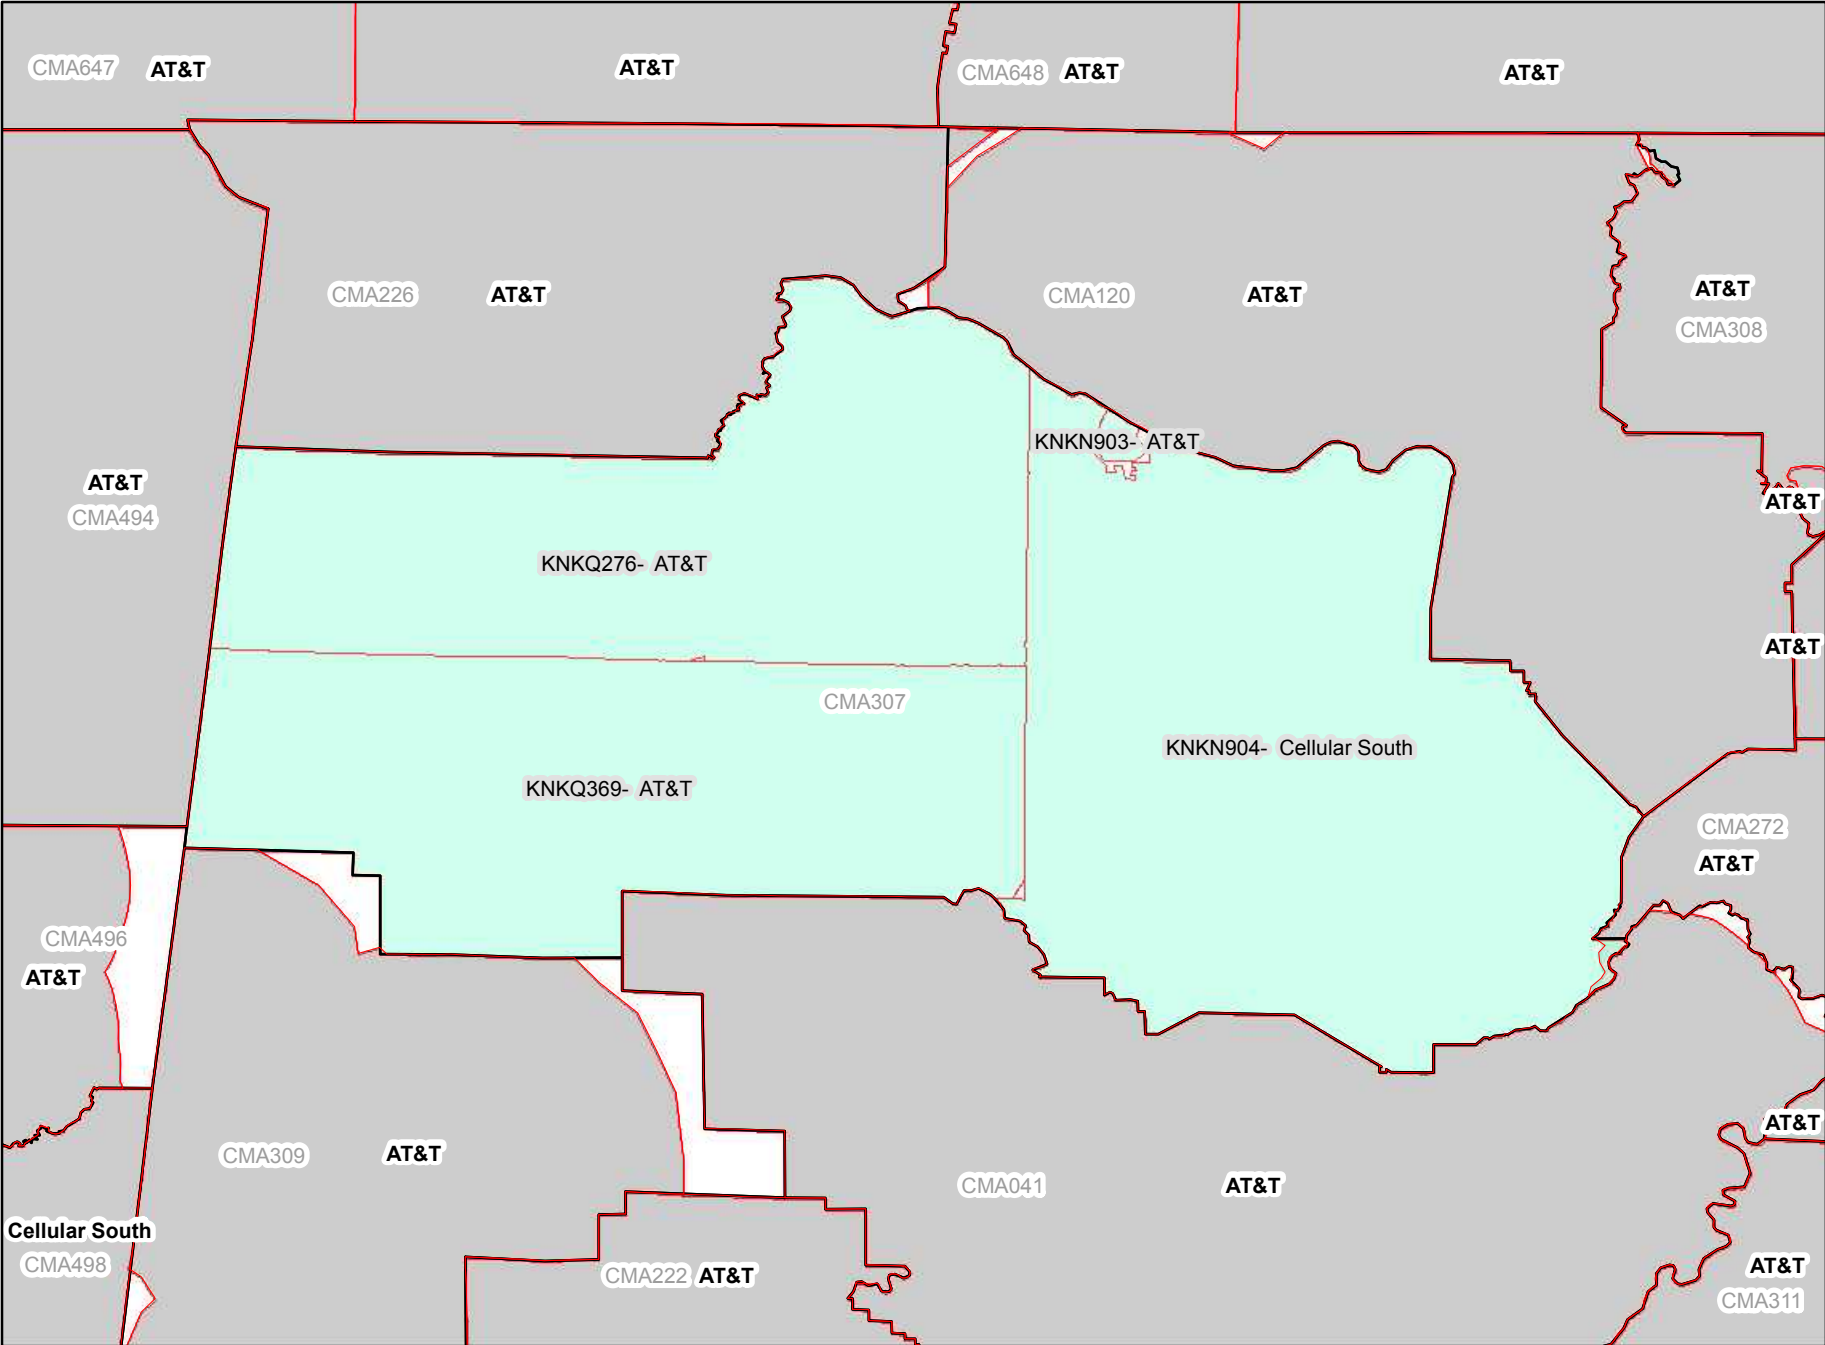 CMA647 AT&T
AT&T
CMA648 AT&T
AT&T
CMA226 AT&T
CMA120 AT&T
AT&T
CMA308
KNKN903- AT&T
AT&T
CMA494
AT&T
KNKQ276- AT&T
AT&T
CMA307
KNKN904- Cellular South
KNKQ369- AT&T
CMA272
AT&T
CMA496
AT&T
AT&T
CMA309 AT&T
CMA041 AT&T
Cellular South
CMA498
CMA222 AT&T
AT&T
CMA311